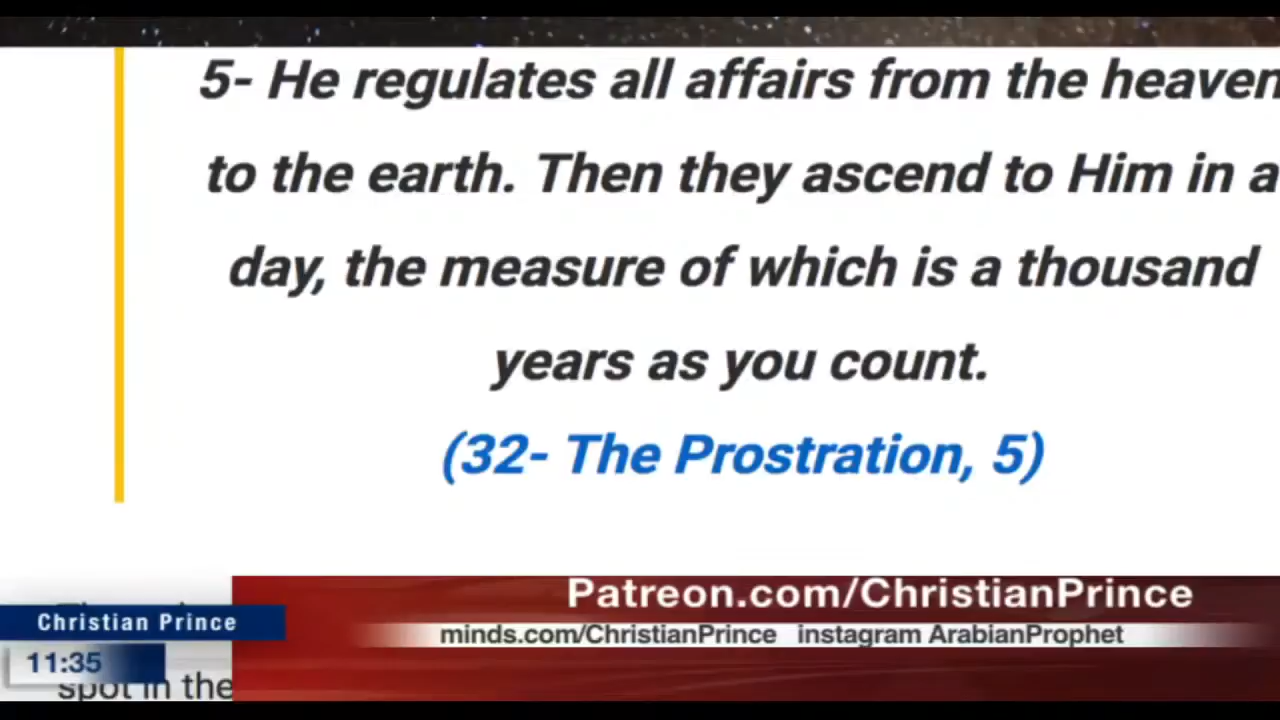 5- He regulates all affairs from the heaven
to the earth. Then they ascend to Him in a
day, the measure of which is a thousand
years as you count.
(32- The Prostration, 5)
Patreon.com/ChristianPrince
Christian Prince
minds.com/ChristianPrince instagram ArabianProphet
11:35
spot in the